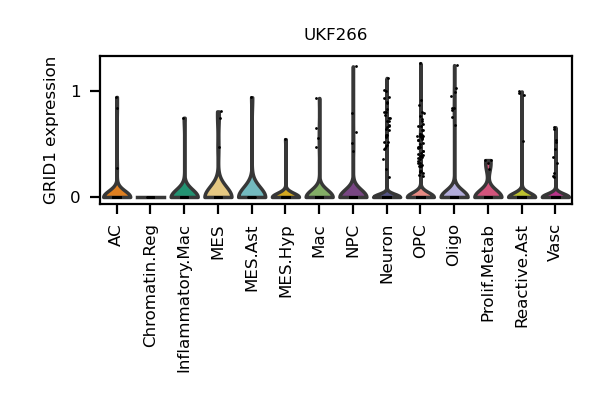 UKF266
GRID1 expression
1
0
AC
Chromatin.Reg
Inflammatory.Mac
MES
MES.Ast
MES.Hyp
Mac
NPC
Neuron
OPC
Oligo
Prolif.Metab
Reactive.Ast
Vasc